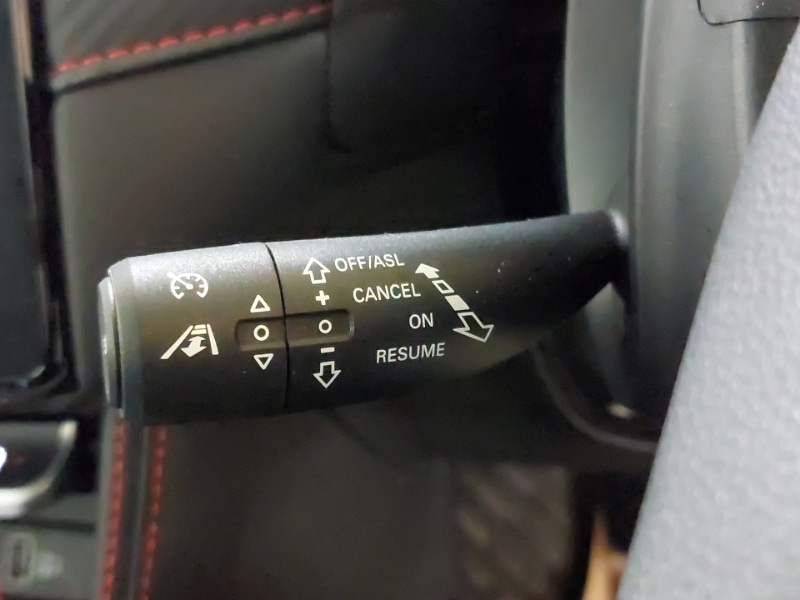 OFF/ASL
+ CANCEL
ON
- RESUME